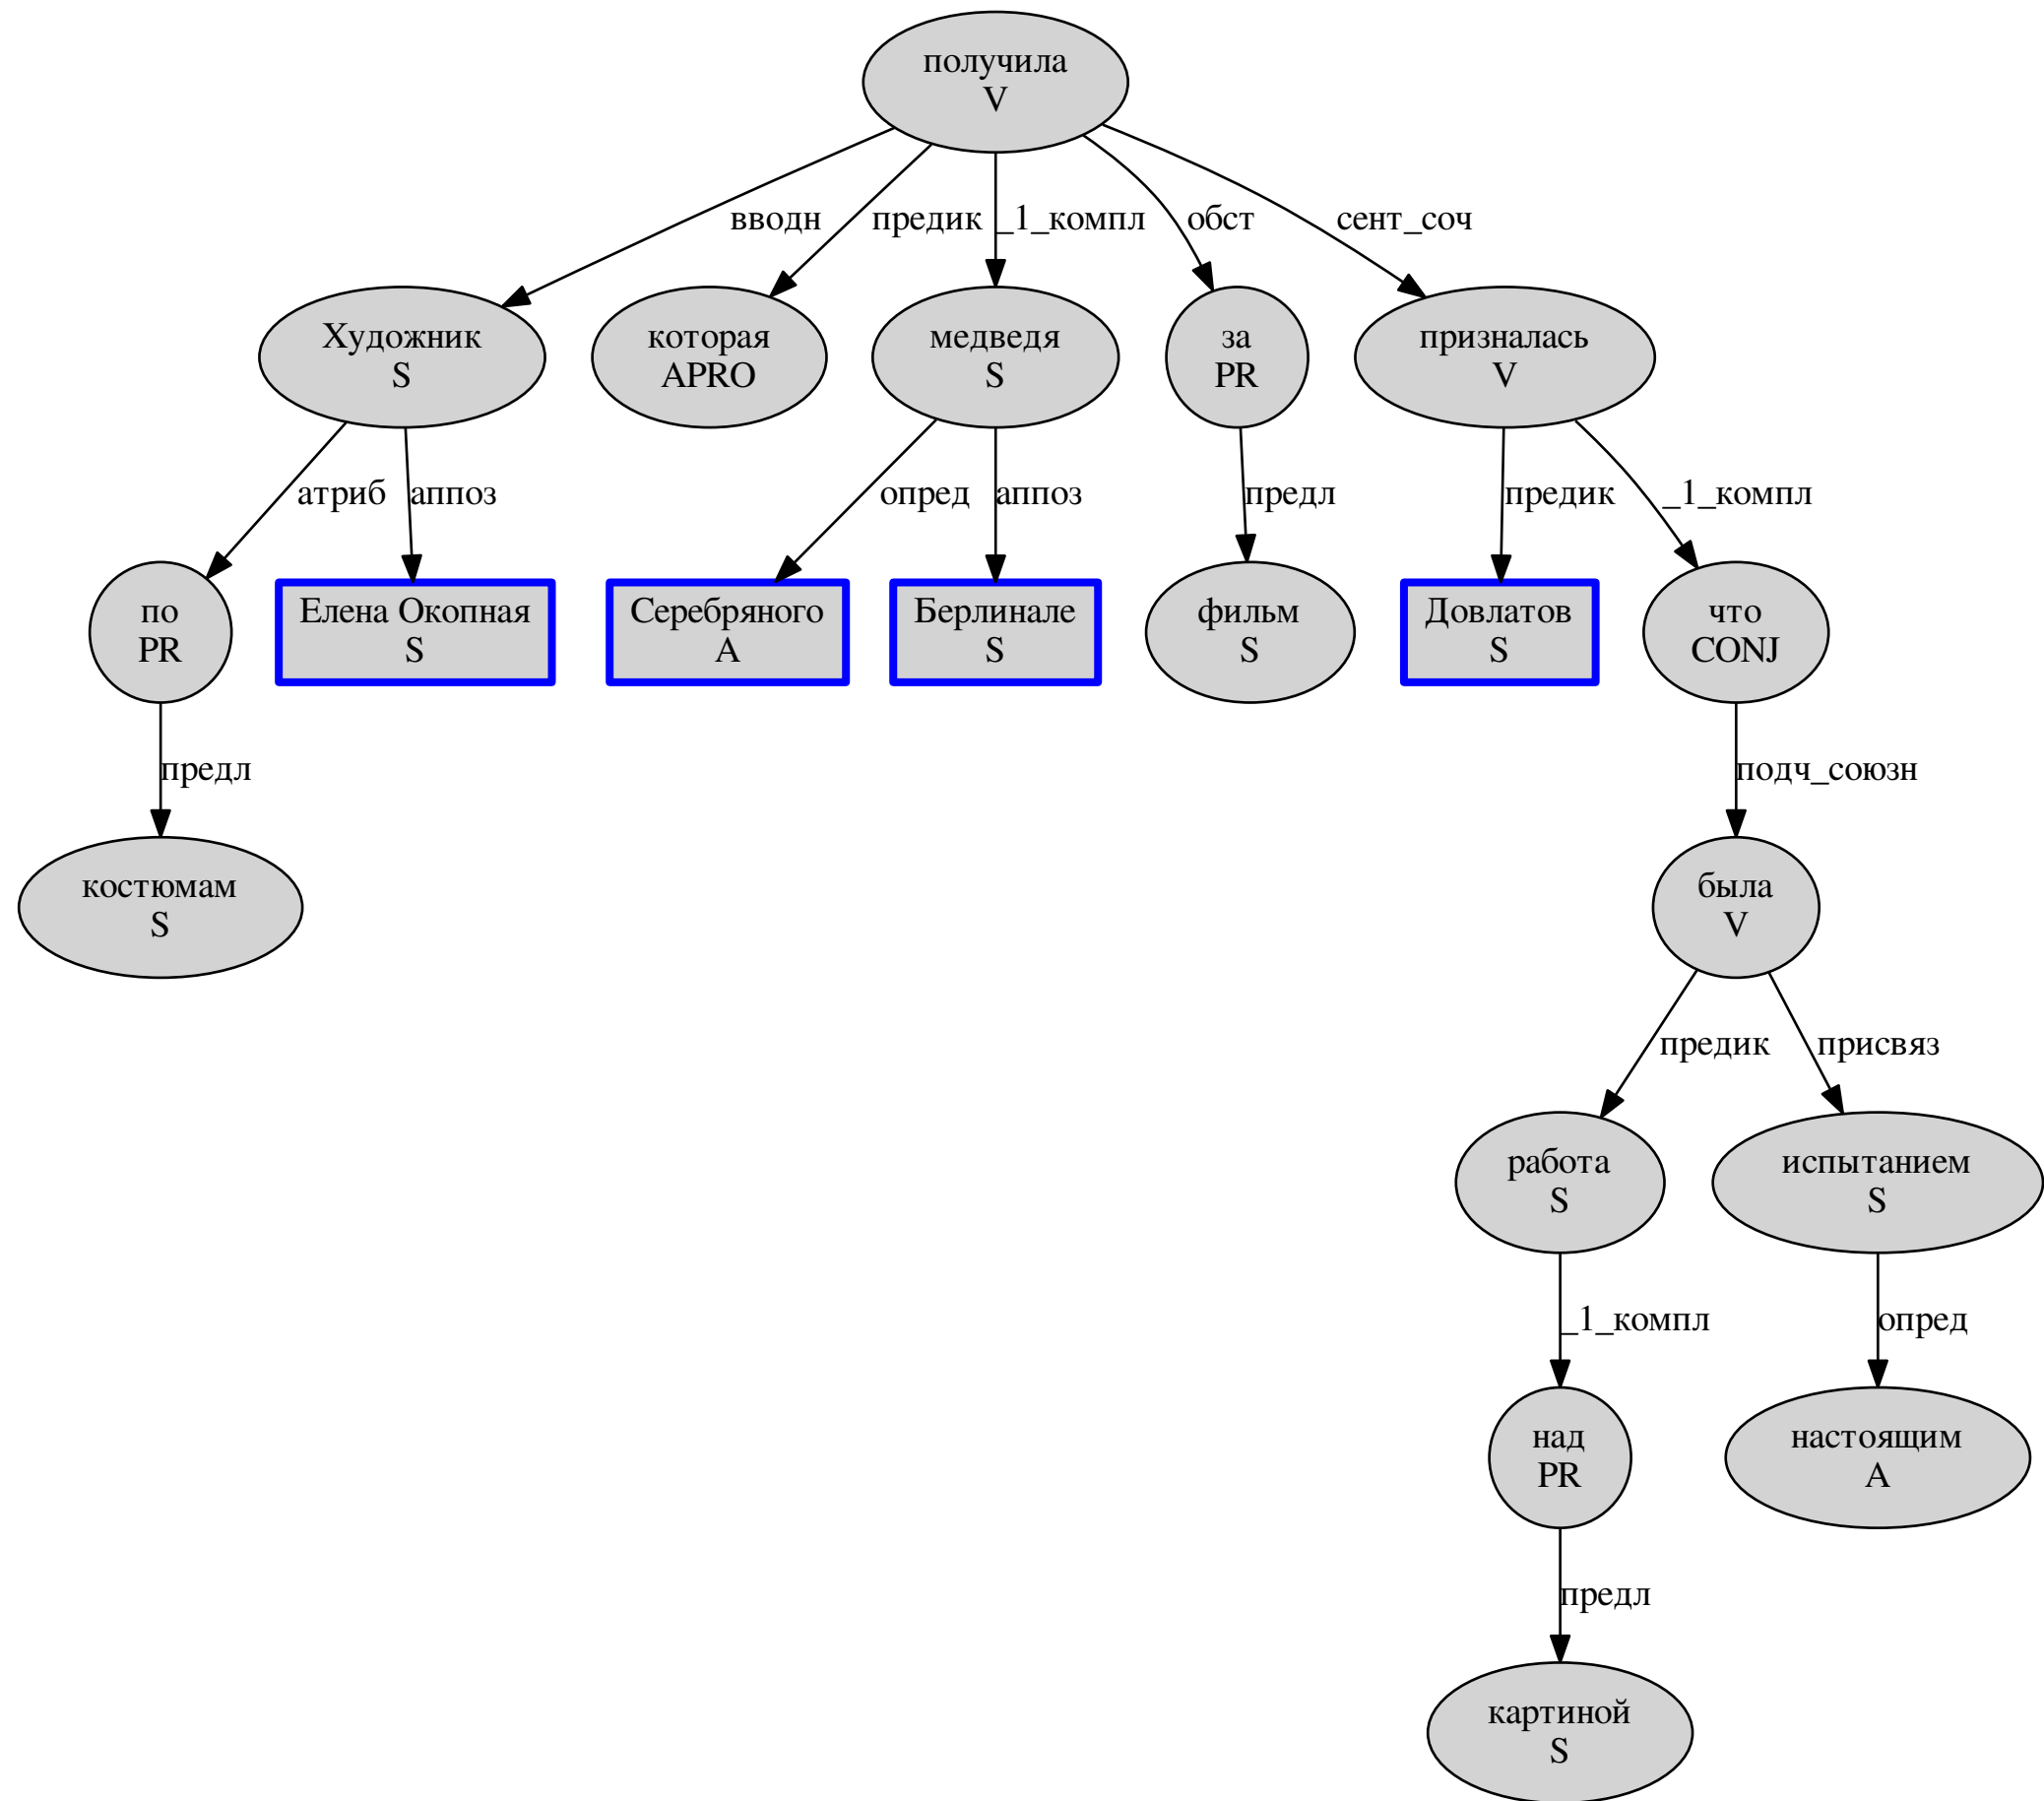 получила
V
вводн
предик
_1_компл
обст
сент_соч
Художник
S
которая
APRO
медведя
S
за
PR
призналась
V
атриб
аппоз
опред
аппоз
предл
предик
_1_компл
по
PR
Елена Окопная
S
Серебряного
A
Берлинале
S
фильм
S
Довлатов
S
что
CONJ
предл
подч_союзн
костюмам
S
была
V
предик
присвяз
работа
S
испытанием
S
_1_компл
опред
над
PR
настоящим
A
предл
картиной
S